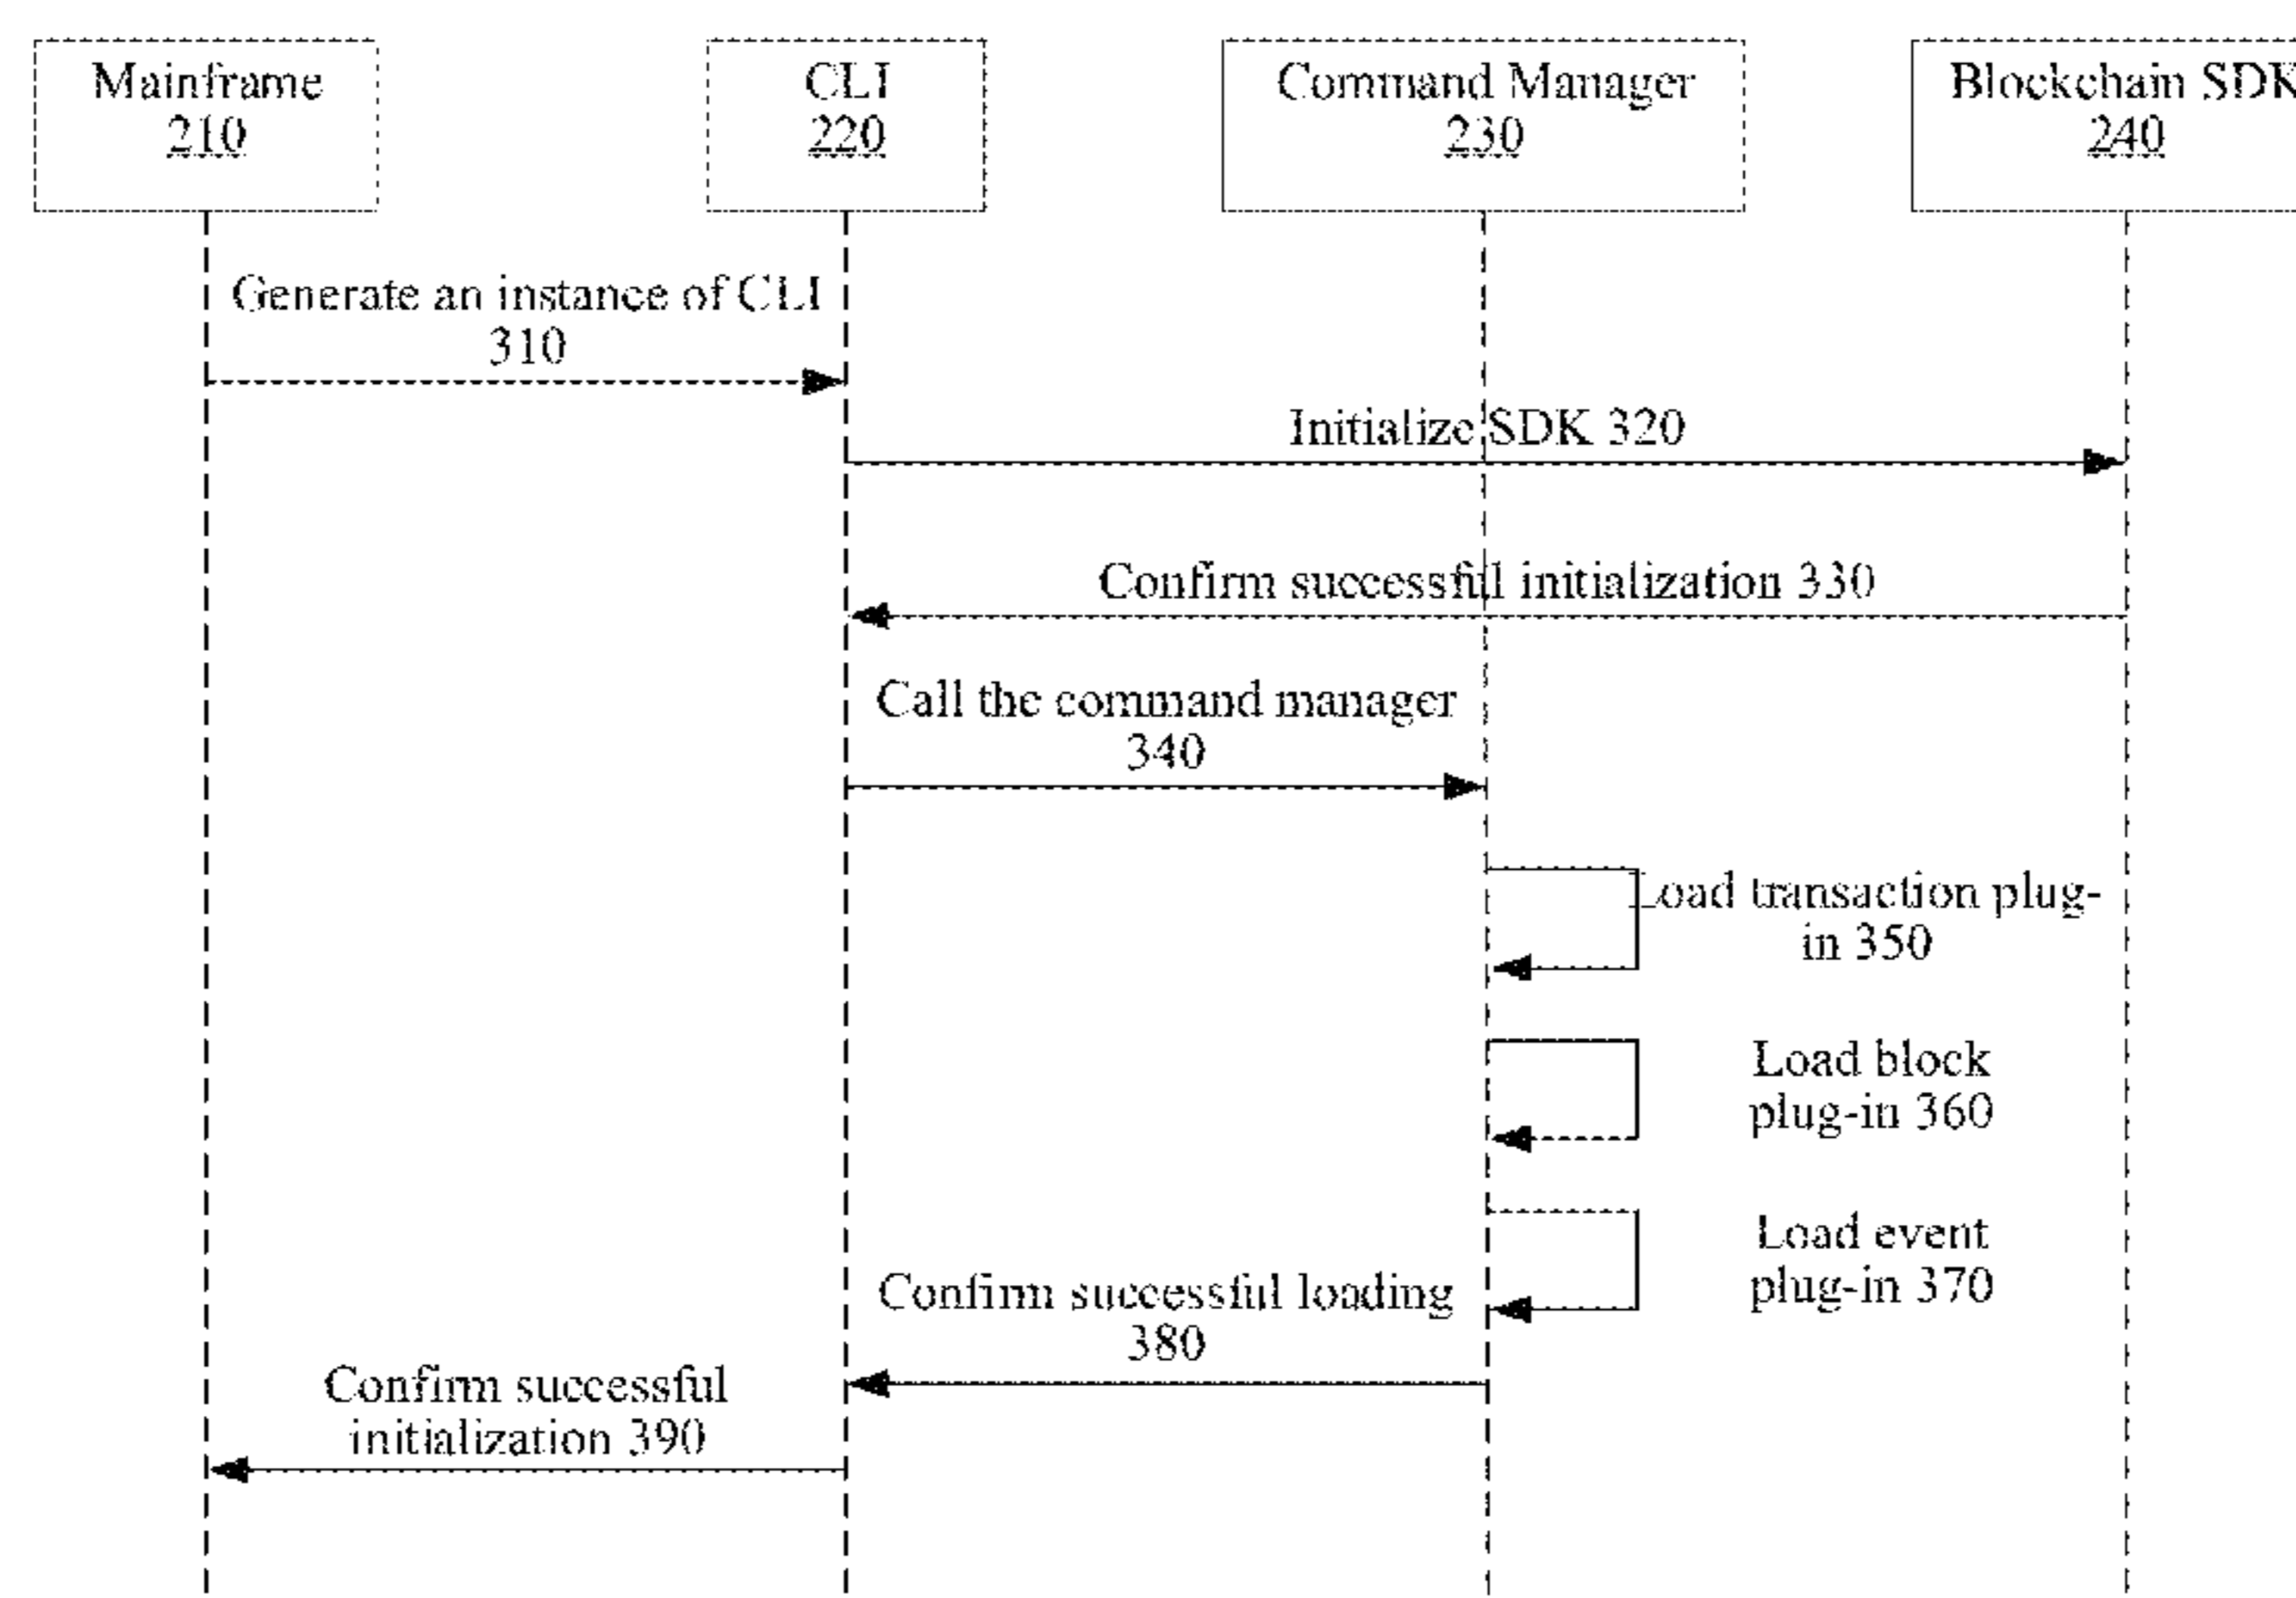 Mainframe
210
CLI
220
Command Manager
230
Blockchain SDK
240
Generate an instance of CLI
310
Initialize SDK 320
Confirm successful initialization 330
Call the command manager
340
Load transaction plug-
in 350
Load block
plug-in 360
Load event
plug-in 370
Confirm successful loading
380
Confirm successful
initialization 390